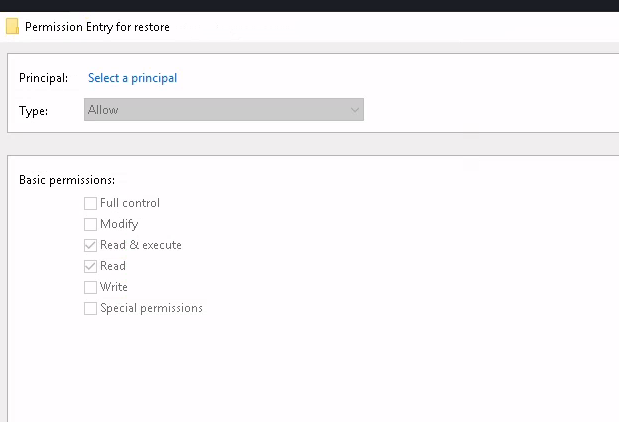 Permission Entry for restore
Principal: Select a principal
Type: Allow
Basic permissions:
Full control
Modify
Read & execute
Read
Write
Special permissions